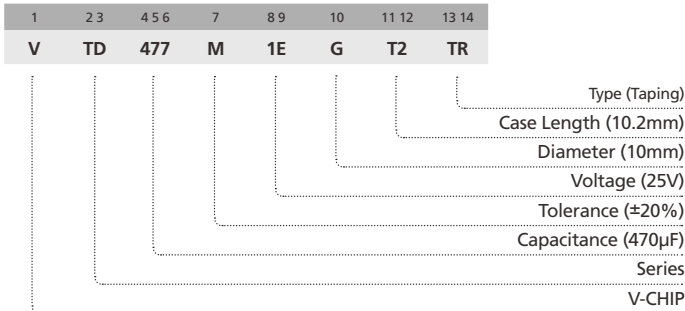 1 2 3 4 5 6 7 8 9 10 11 12 13 14
V TD 477 M 1E G T2 TR
Type (Taping)
Case Length (10.2mm)
Diameter (10mm)
Voltage (25V)
Tolerance (±20%)
Capacitance (470µF)
Series
V-CHIP